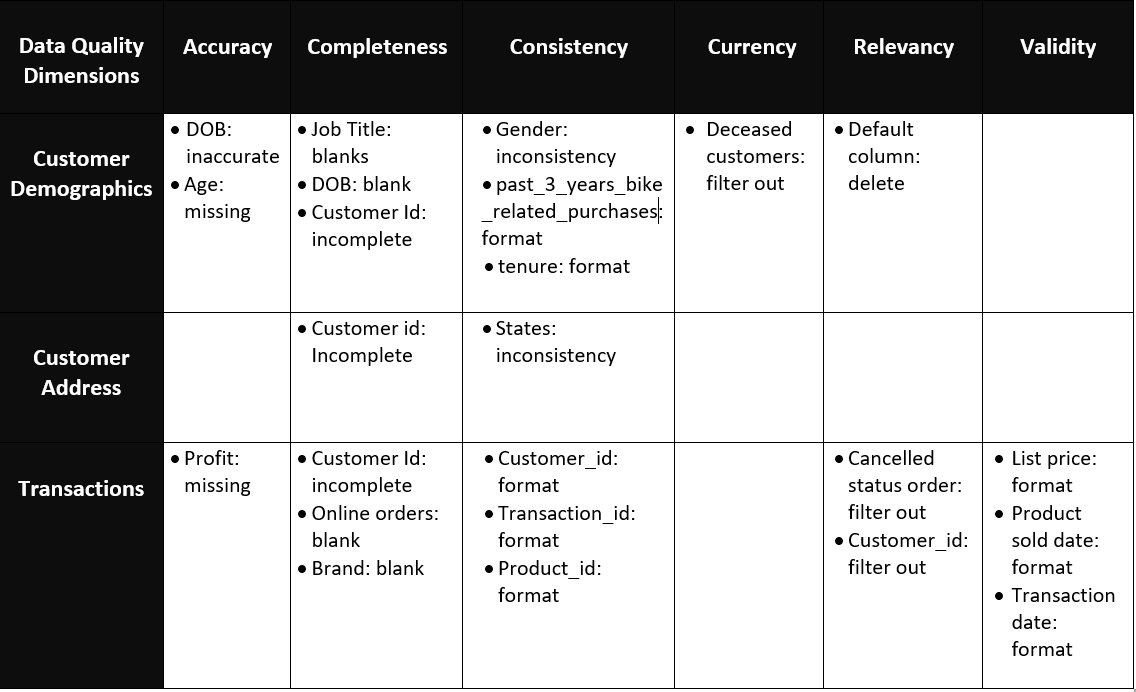 Data Quality
Dimensions
Accuracy
Completeness
Consistency
Currency
Relevancy
Validity
Customer
Demographics
• DOB:
inaccurate
• Age:
missing
• Job Title:
blanks
• DOB: blank
• Customer Id:
incomplete
• Gender:
inconsistency
• past_3_years_bike
_related_purchases:
format
• tenure: format
• Deceased
customers:
filter out
• Default
column:
delete
Customer
Address
• Customer id:
Incomplete
• States:
inconsistency
Transactions
• Profit:
missing
• Customer Id:
incomplete
• Online orders:
blank
• Brand: blank
• Customer_id:
format
• Transaction_id:
format
• Product_id:
format
• Cancelled
status order:
filter out
• Customer_id:
filter out
• List price:
format
• Product
sold date:
format
• Transaction
date:
format